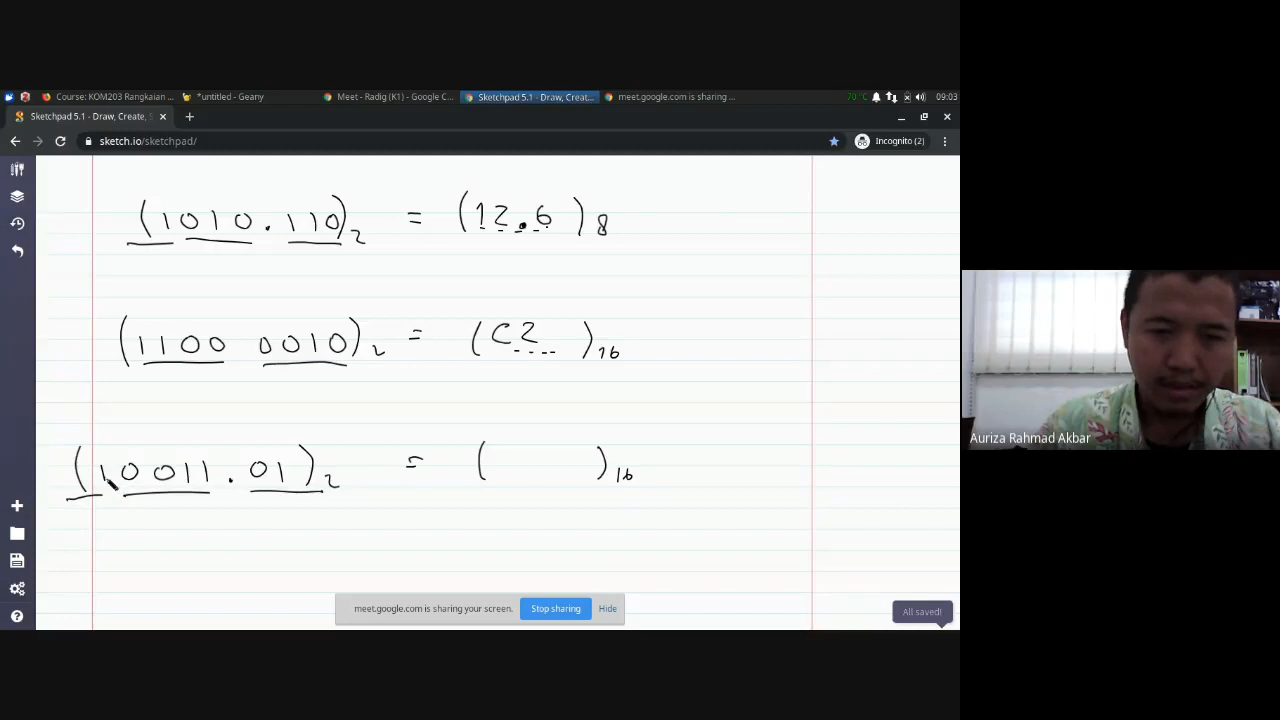 Course: KOM203 Rangkaian ... *untitled - Geany Meet - Radig (K1) - Google C... Sketchpad 5.1 - Draw, Creat... meet.google.com is sharing ... 70°C 09:03
Sketchpad 5.1 - Draw, Create, S
sketch.io/sketchpad/ Incognito (2)
(1010.110)2 = (12.6)8
(1100 0010)2 = (C2)16
(10011.01)2 = ( )16
Auriza Rahmad Akbar
meet.google.com is sharing your screen. Stop sharing Hide
All saved!